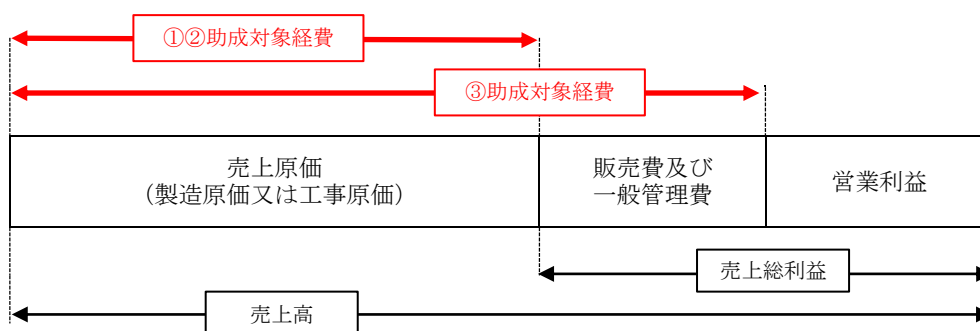 ①②助成対象経費
③助成対象経費
売上原価
（製造原価又は工事原価）
販売費及び
一般管理費
営業利益
売上総利益
売上高